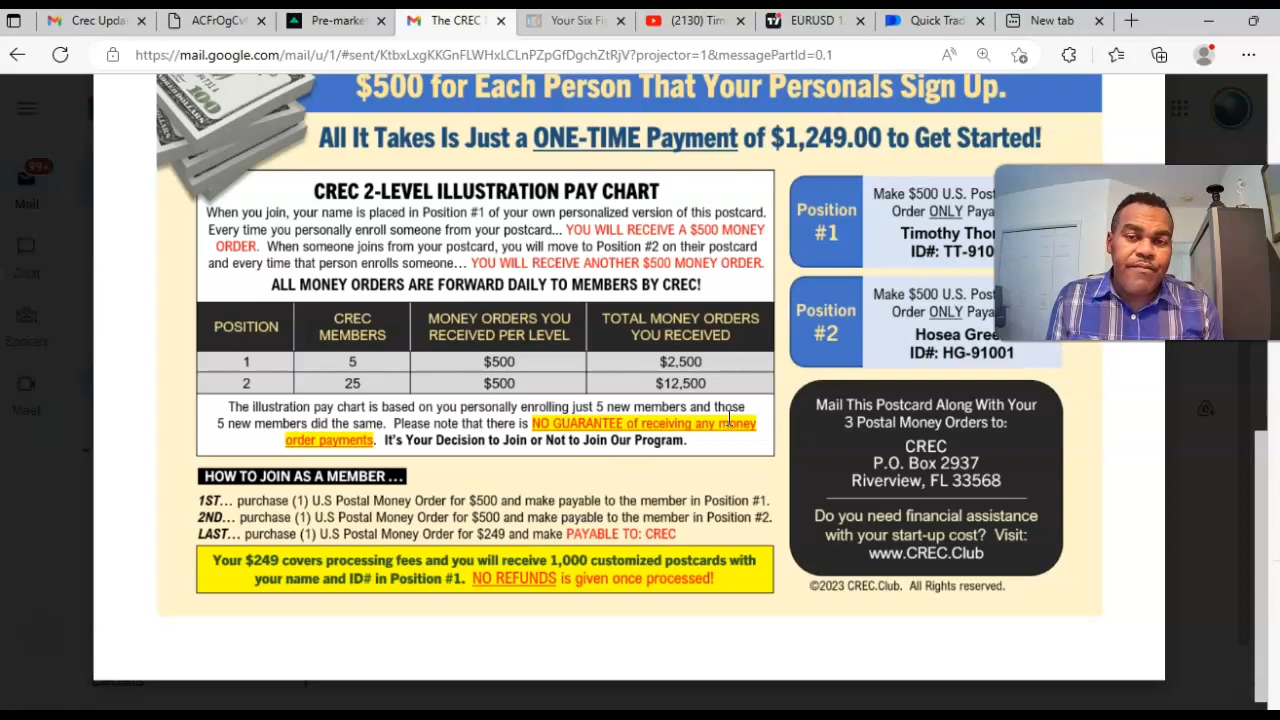 Crec Upda
ACFrOgCv
Pre-market
The CREC
Your Six Fig
(2130) Tim
EURUSD 1
Quick Trad
New tab
https://mail.google.com/mail/u/1/#sent/KtbxLxgKKGnFLWHxLCLnPZpGfDgchZtRjV?projector=1&messagePartId=0.1
99+
Mail
Chat
Spaces
Meet
100
$500 for Each Person That Your Personals Sign Up.
All It Takes Is Just a ONE-TIME Payment of $1,249.00 to Get Started!
CREC 2-LEVEL ILLUSTRATION PAY CHART
When you join, your name is placed in Position #1 of your own personalized version of this postcard.
Every time you personally enroll someone from your postcard... YOU WILL RECEIVE A $500 MONEY
ORDER. When someone joins from your postcard, you will move to Position #2 on their postcard
and every time that person enrolls someone... YOU WILL RECEIVE ANOTHER $500 MONEY ORDER.
ALL MONEY ORDERS ARE FORWARD DAILY TO MEMBERS BY CREC!
POSITION
CREC
MEMBERS
MONEY ORDERS YOU
RECEIVED PER LEVEL
TOTAL MONEY ORDERS
YOU RECEIVED
1 5 $500 $2,500
2 25 $500 $12,500
The illustration pay chart is based on you personally enrolling just 5 new members and those
5 new members did the same. Please note that there is NO GUARANTEE of receiving any money
order payments. It's Your Decision to Join or Not to Join Our Program.
HOW TO JOIN AS A MEMBER...
1ST... purchase (1) U.S Postal Money Order for $500 and make payable to the member in Position #1.
2ND... purchase (1) U.S Postal Money Order for $500 and make payable to the member in Position #2.
LAST... purchase (1) U.S Postal Money Order for $249 and make PAYABLE TO: CREC
Your $249 covers processing fees and you will receive 1,000 customized postcards with
your name and ID# in Position #1. NO REFUNDS is given once processed!
Position
#1
Make $500 U.S. Post
Order ONLY Paya
Timothy Thor
ID#: TT-910
Position
#2
Make $500 U.S. Post
Order ONLY Paya
Hosea Gree
ID#: HG-91001
Mail This Postcard Along With Your
3 Postal Money Orders to:
CREC
P.O. Box 2937
Riverview, FL 33568
Do you need financial assistance
with your start-up cost? Visit:
www.CREC.Club
©2023 CREC.Club. All Rights reserved.